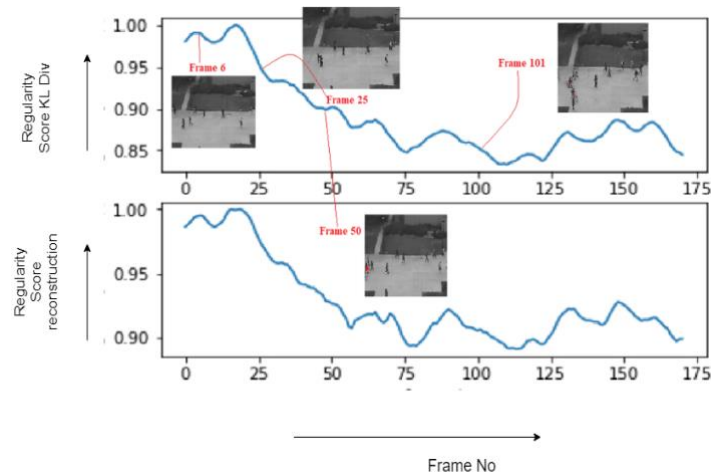 Regularity
Score KL Div
1.00
0.95
0.90
0.85
Frame 6
Frame 25
Frame 101
0 25 50 75 100 125 150 175
Regularity
Score
reconstruction
1.00
0.95
0.90
Frame 50
0 25 50 75 100 125 150 175
Frame No